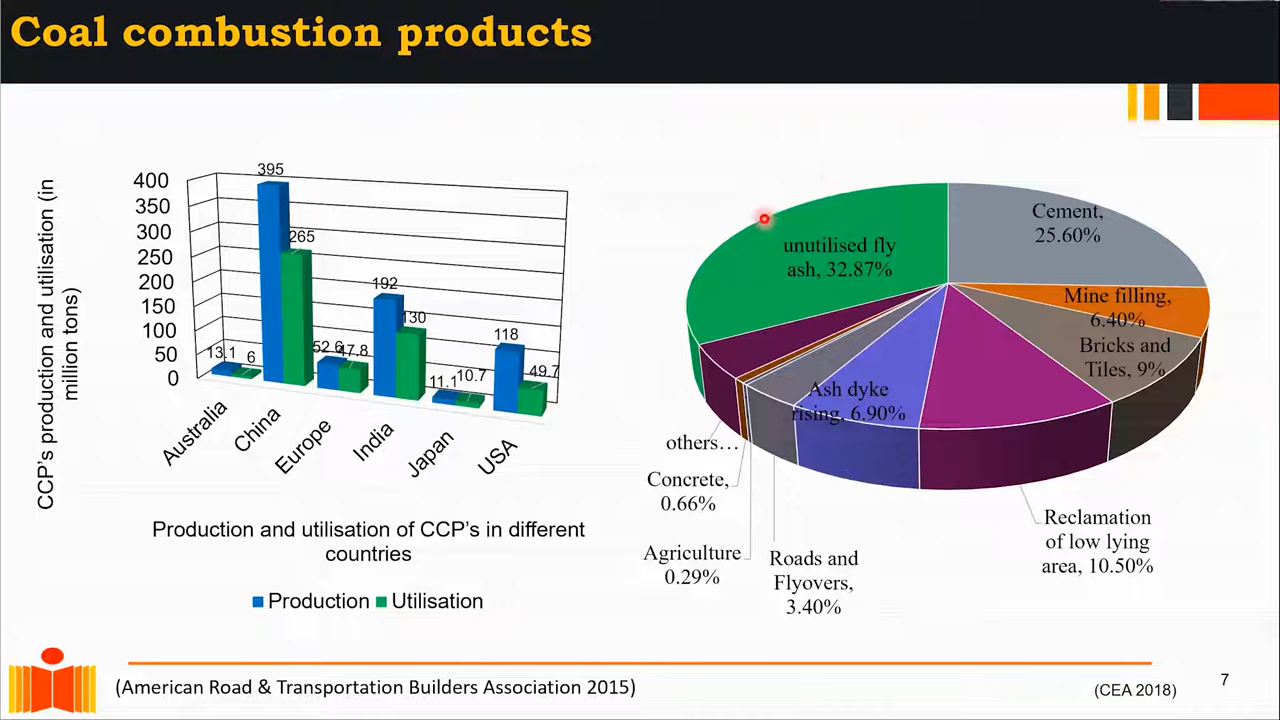 Coal combustion products
CCP's production and utilisation (in
million tons)
400
350
300
250
200
150
100
50
0
395
265
192
130
118
52.6
47.8
49.7
13.1
6
11.1
10.7
Australia
China
Europe
India
Japan
USA
Production and utilisation of CCP's in different
countries
Production
Utilisation
unutilised fly
ash, 32.87%
Cement,
25.60%
Mine filling,
6.40%
Bricks and
Tiles, 9%
Ash dyke
rising, 6.90%
others…
Concrete,
0.66%
Agriculture
0.29%
Roads and
Flyovers,
3.40%
Reclamation
of low lying
area, 10.50%
(American Road & Transportation Builders Association 2015)
(CEA 2018)
7